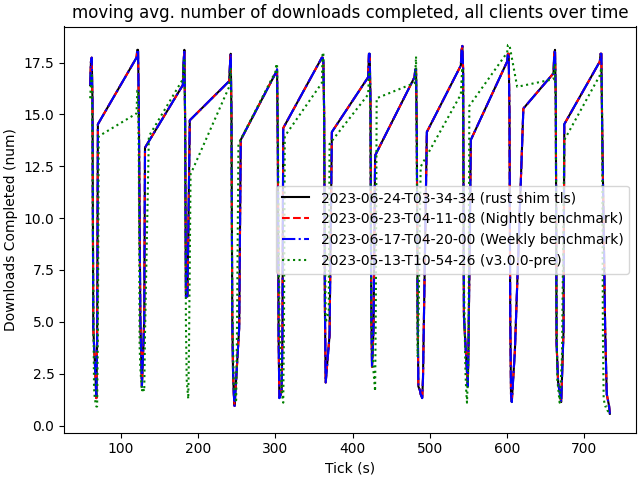 moving avg. number of downloads completed, all clients over time
17.5
15.0
12.5
10.0
7.5
5.0
2.5
0.0
Downloads Completed (num)
2023-06-24-T03-34-34 (rust shim tls)
2023-06-23-T04-11-08 (Nightly benchmark)
2023-06-17-T04-20-00 (Weekly benchmark)
2023-05-13-T10-54-26 (v3.0.0-pre)
100 200 300 400 500 600 700
Tick (s)